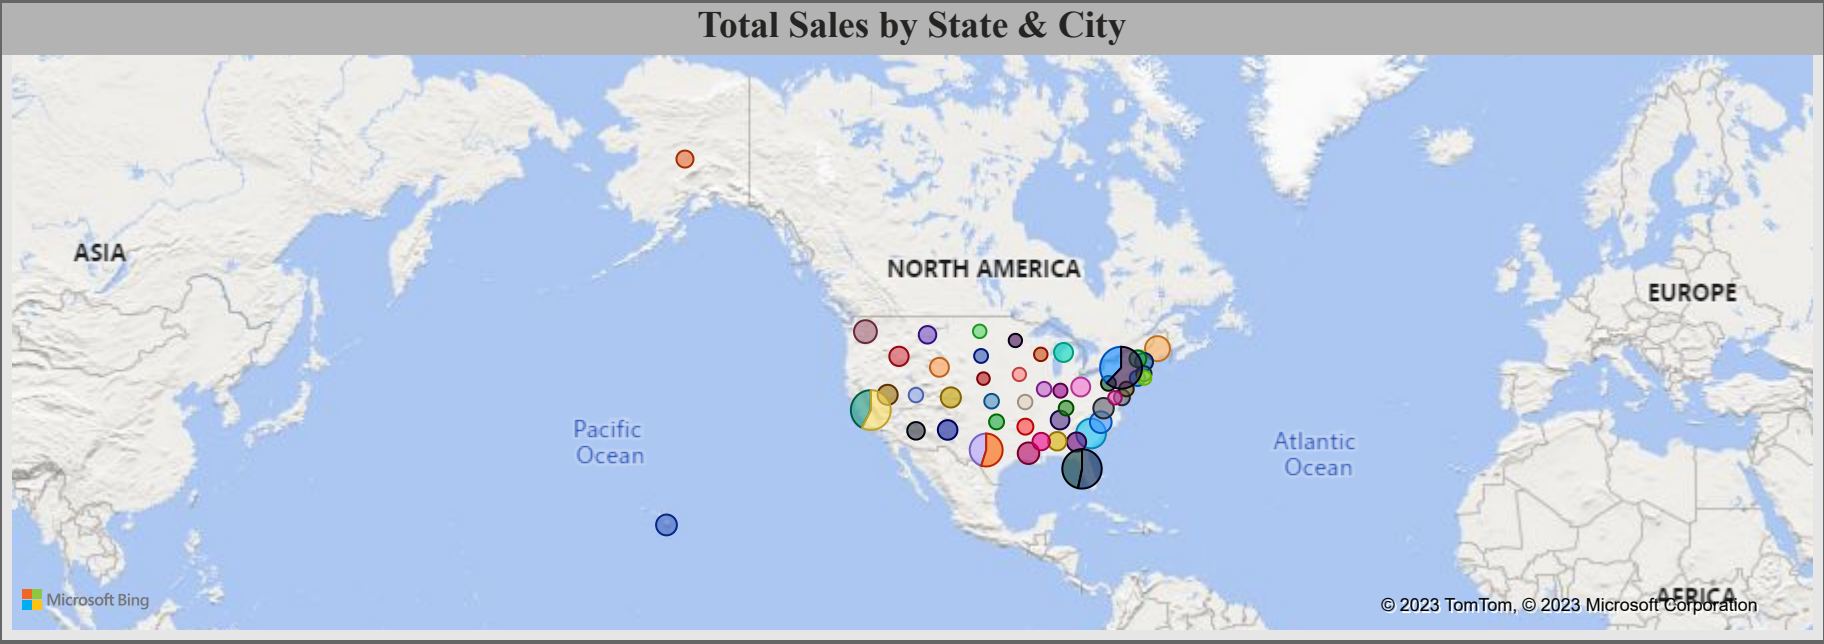 Total Sales by State & City
ASIA
NORTH AMERICA
EUROPE
Pacific
Ocean
Atlantic
Ocean
AFRICA
Microsoft Bing
© 2023 TomTom, © 2023 Microsoft Corporation